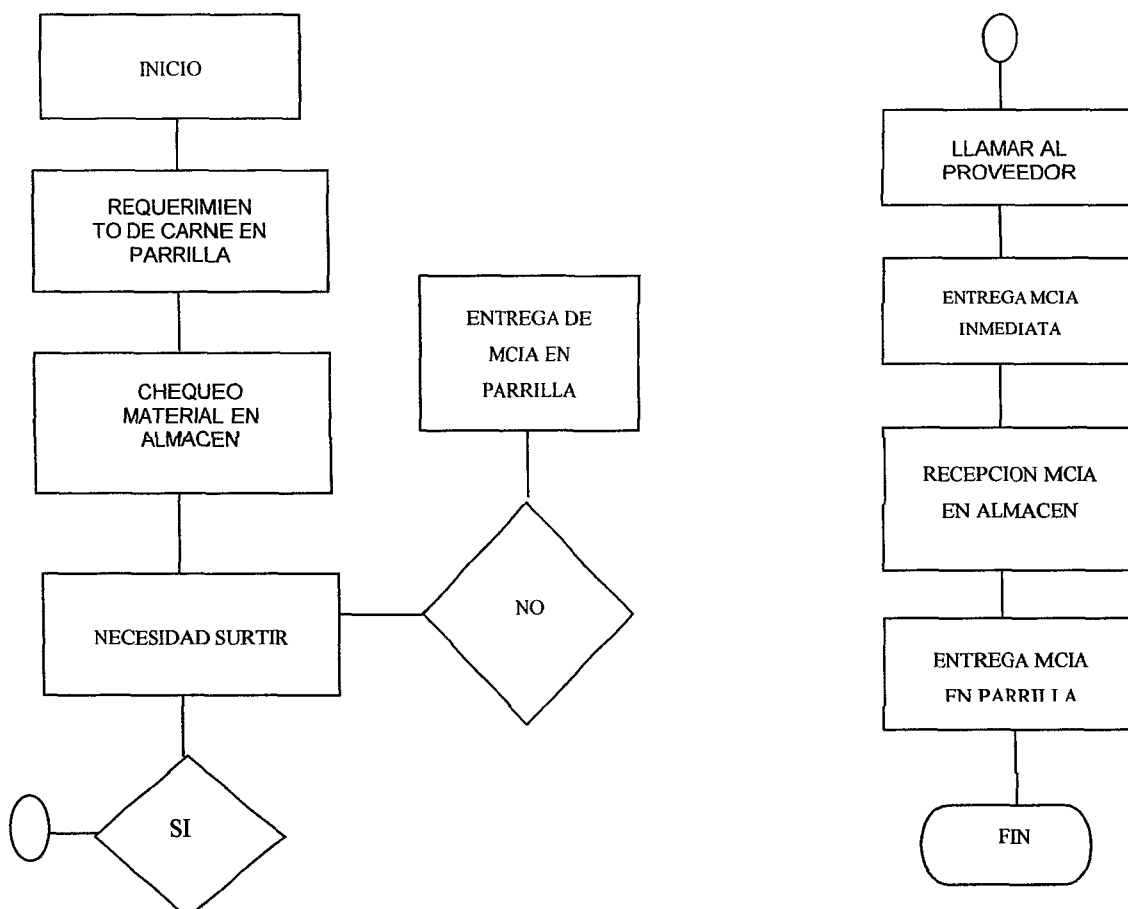 INICIO
REQUERIMIEN
TO DE CARNE EN
PARRILLA
CHEQUEO
MATERIAL EN
ALMACEN
NECESIDAD SURTIR
SI
ENTREGA DE
MCIA EN
PARRILLA
NO
LLAMAR AL
PROVEEDOR
ENTREGA MCIA
INMEDIATA
RECEPCION MCIA
EN ALMACEN
ENTREGA MCIA
EN PARRILLA
FIN